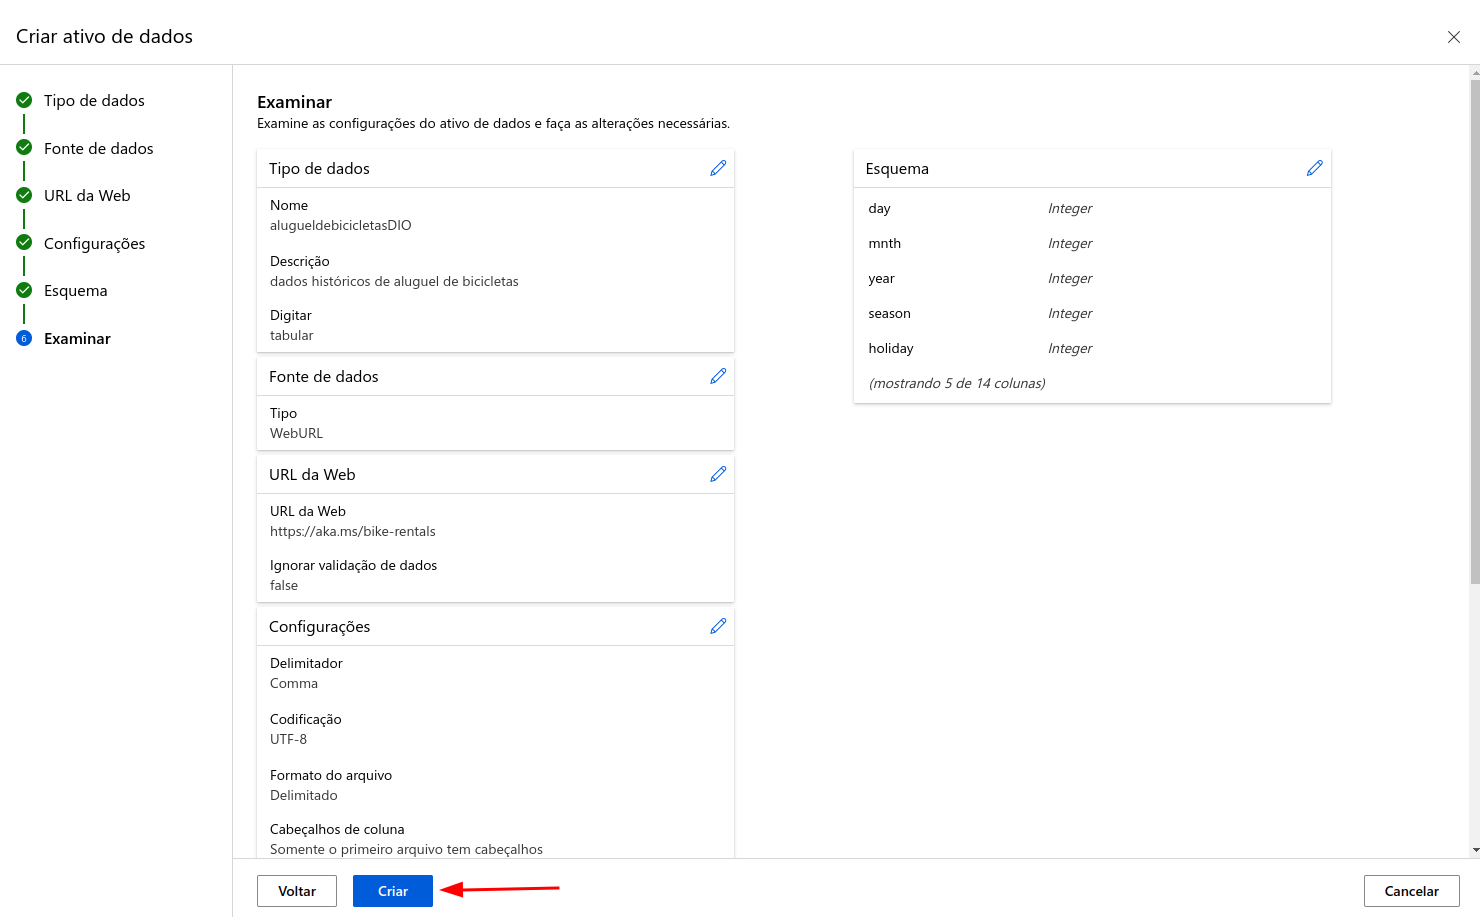 Criar ativo de dados
Tipo de dados
Fonte de dados
URL da Web
Configurações
Esquema
6
Examinar
Examinar
Examine as configurações do ativo de dados e faça as alterações necessárias.
Tipo de dados
Nome
alugueldebicicletasDIO
Descrição
dados históricos de aluguel de bicicletas
Digitar
tabular
Fonte de dados
Tipo
WebURL
URL da Web
URL da Web
https://aka.ms/bike-rentals
Ignorar validação de dados
false
Configurações
Delimitador
Comma
Codificação
UTF-8
Formato do arquivo
Delimitado
Cabeçalhos de coluna
Somente o primeiro arquivo tem cabeçalhos
Esquema
day Integer
mnth Integer
year Integer
season Integer
holiday Integer
(mostrando 5 de 14 colunas)
Voltar
Criar
Cancelar